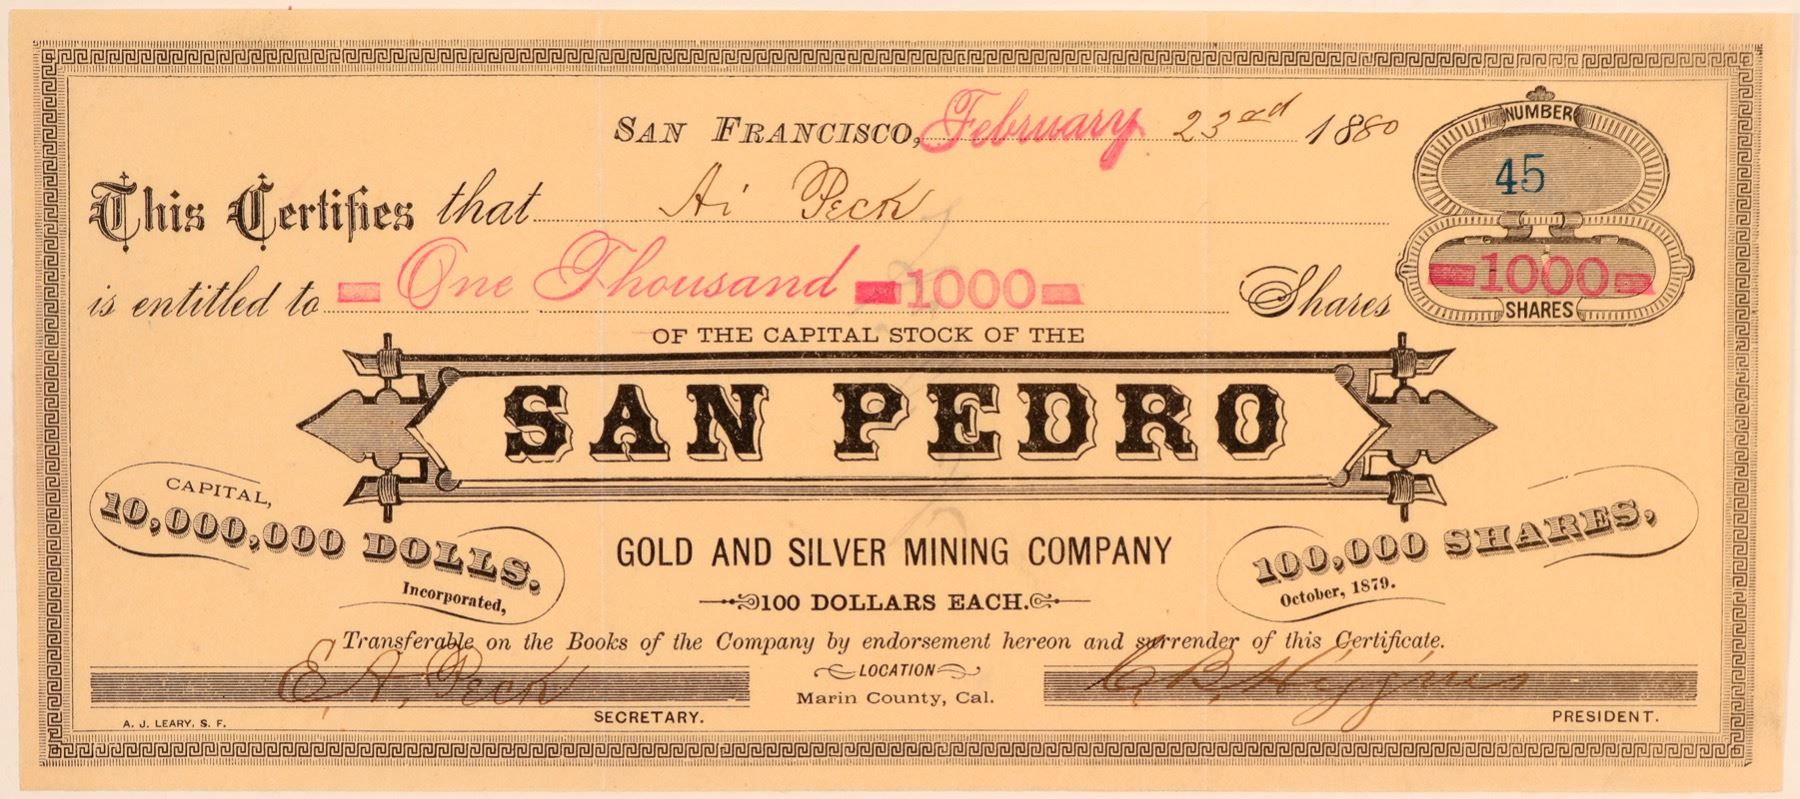 San Francisco, February 23rd 1880
NUMBER
45
This Certifies that Ai Peck
is entitled to One Thousand 1000 Shares
1000
SHARES
OF THE CAPITAL STOCK OF THE
SAN PEDRO
CAPITAL,
10,000,000 DOLLS.
Incorporated,
GOLD AND SILVER MINING COMPANY
100,000 SHARES,
October, 1879.
100 DOLLARS EACH.
Transferable on the Books of the Company by endorsement hereon and surrender of this Certificate.
E. A. Peck
LOCATION
C B Higgins
Marin County, Cal.
A. J. LEARY, S. F.
SECRETARY.
PRESIDENT.